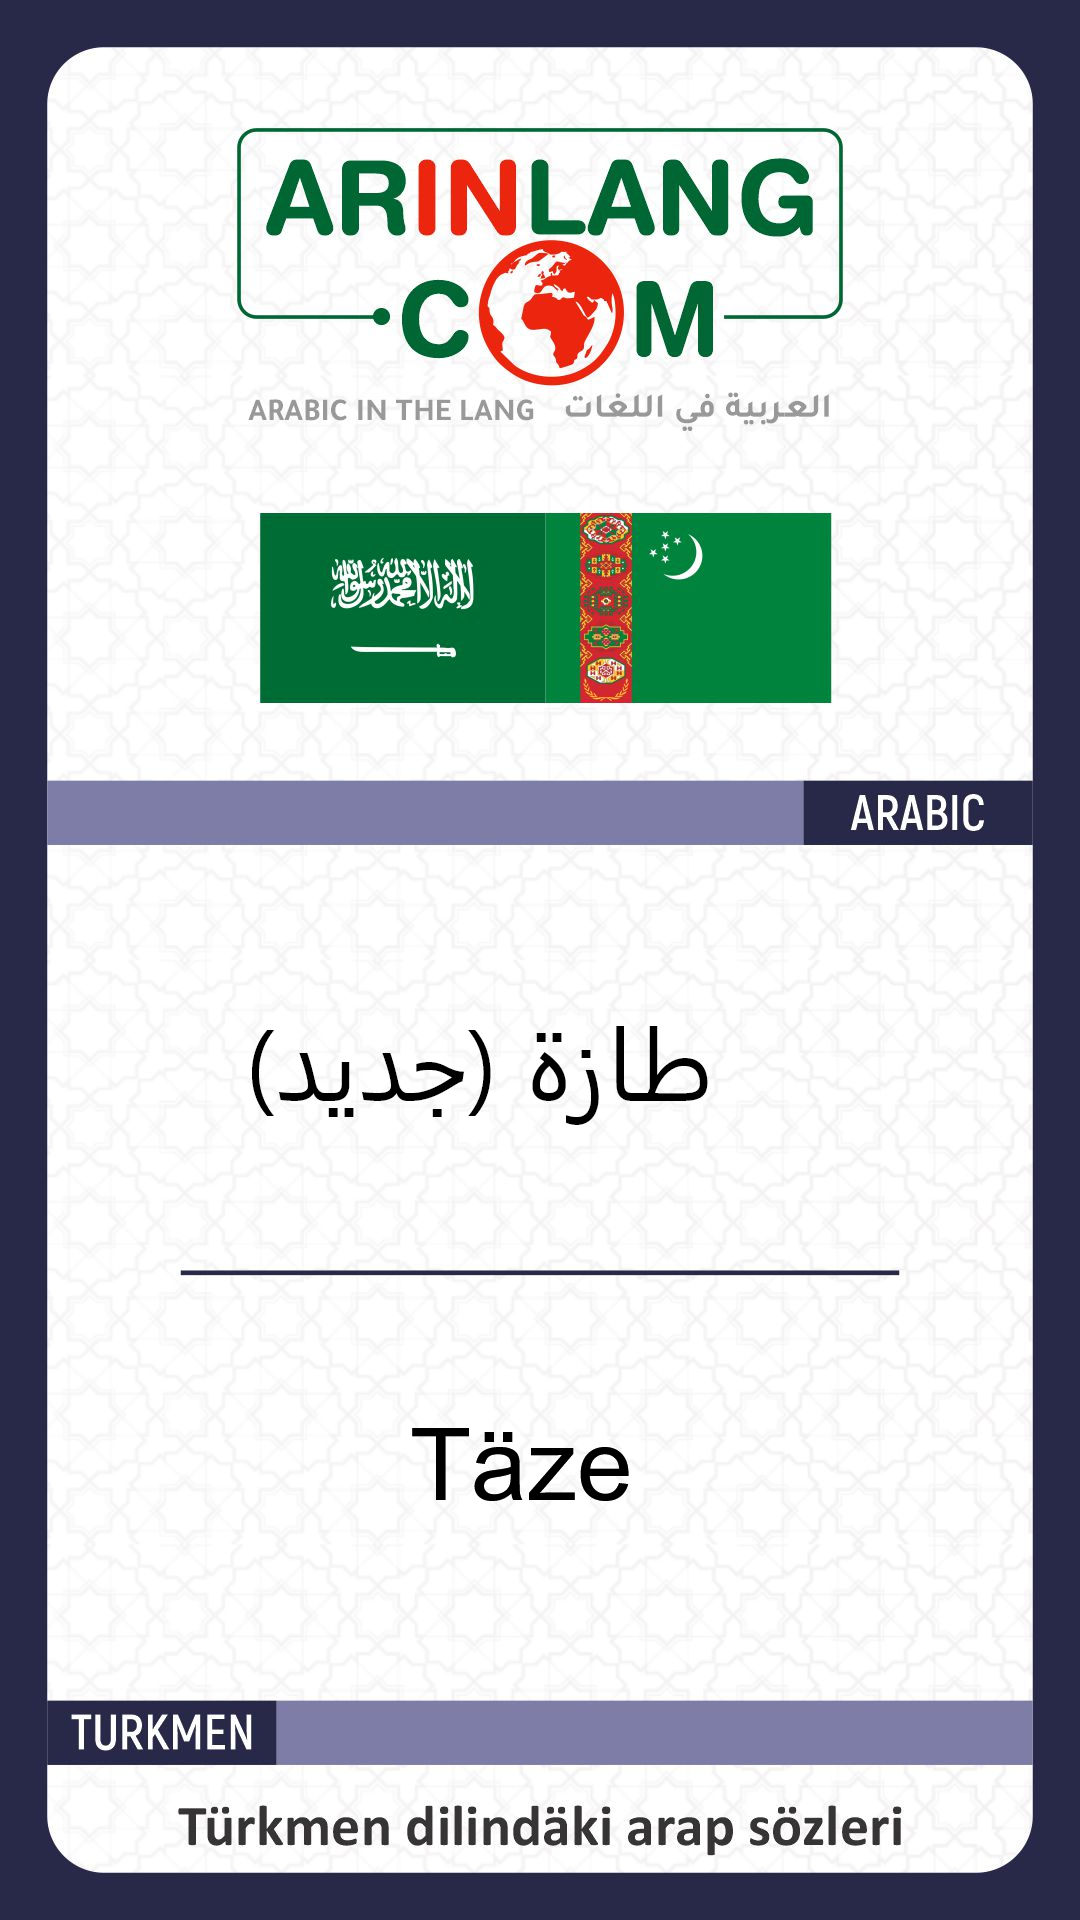 ARINLANG
.COM
ARABIC IN THE LANG العربية في اللغات
لا إله إلا الله محمد رسول الله
ARABIC
طازة (جديد)
Täze
TURKMEN
Türkmen dilindäki arap sözleri